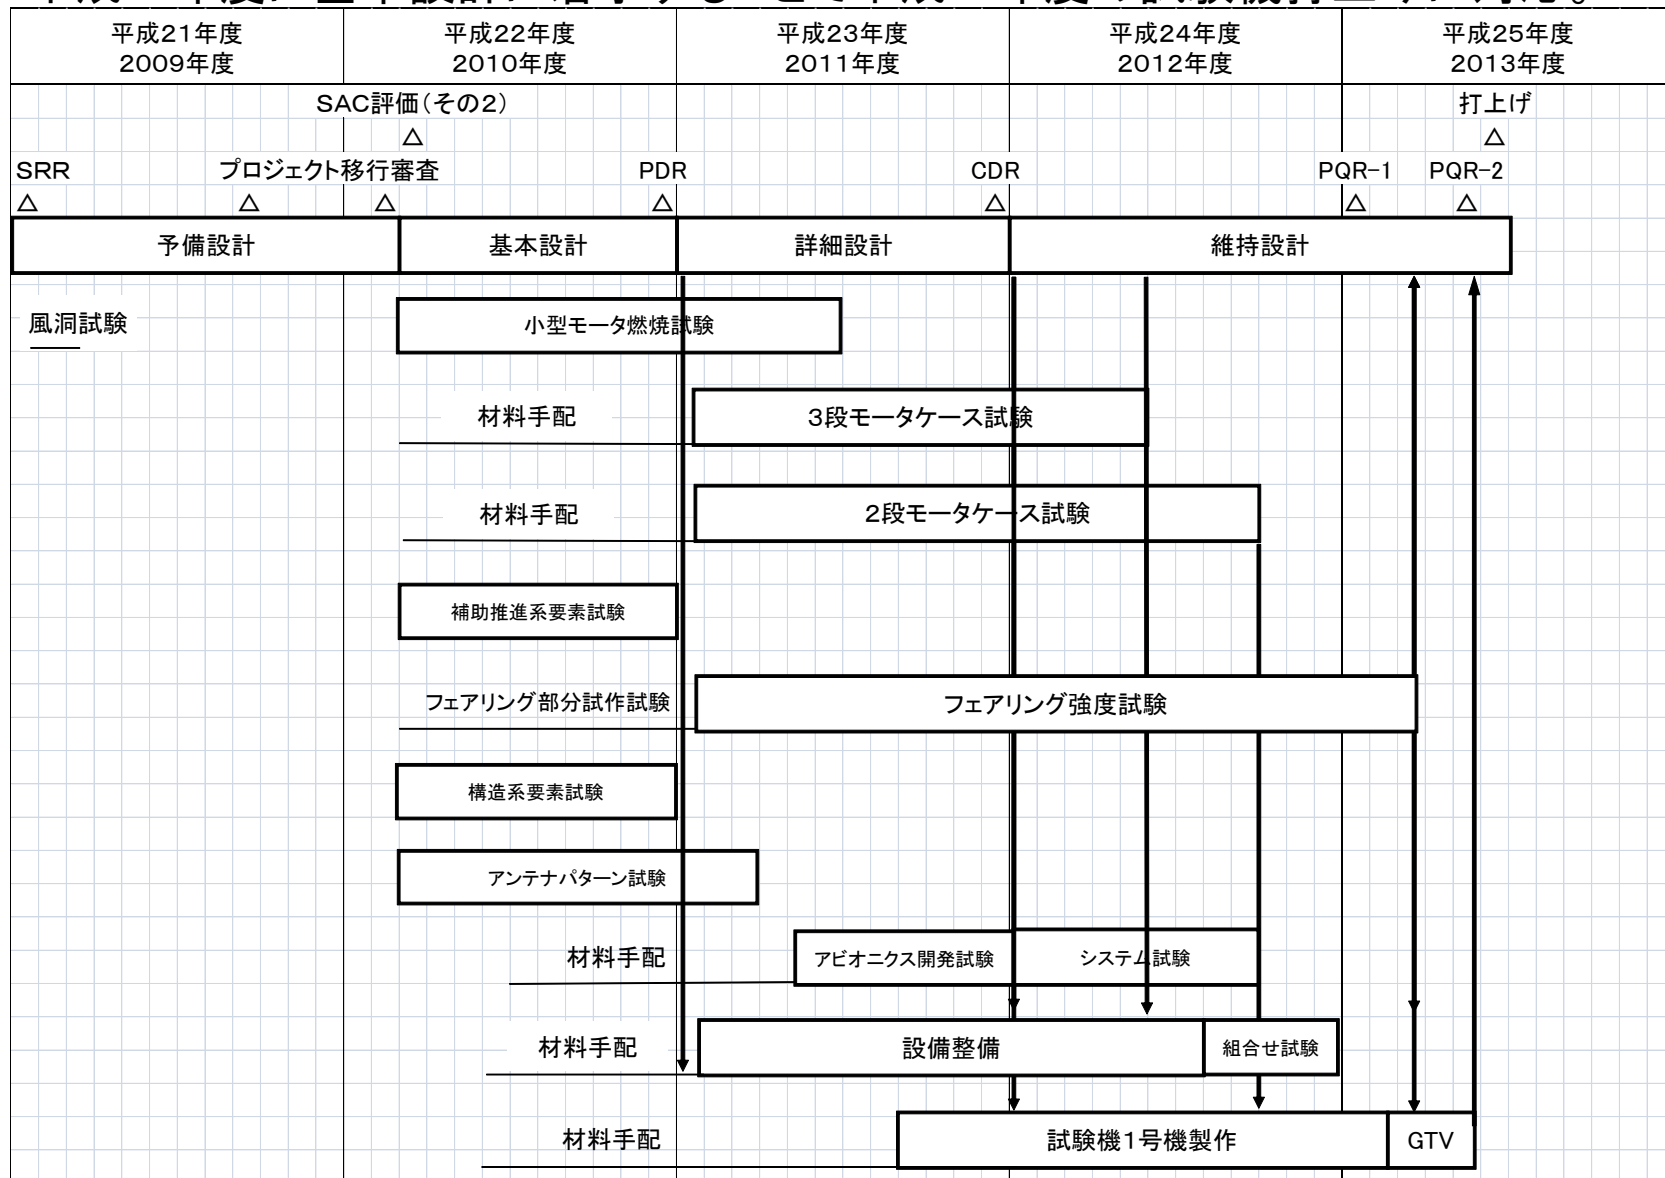 平成21年度
2009年度
平成22年度
2010年度
平成23年度
2011年度
平成24年度
2012年度
平成25年度
2013年度
SAC評価(その2)
打上げ
△
△
SRR
プロジェクト移行審査
PDR
CDR
PQR-1
PQR-2
△
△
△
△
△
△
△
予備設計
基本設計
詳細設計
維持設計
風洞試験
小型モータ燃焼試験
材料手配
3段モータケース試験
材料手配
2段モータケース試験
補助推進系要素試験
フェアリング部分試作試験
フェアリング強度試験
構造系要素試験
アンテナパターン試験
材料手配
アビオニクス開発試験
システム試験
材料手配
設備整備
組合せ試験
材料手配
試験機1号機製作
GTV